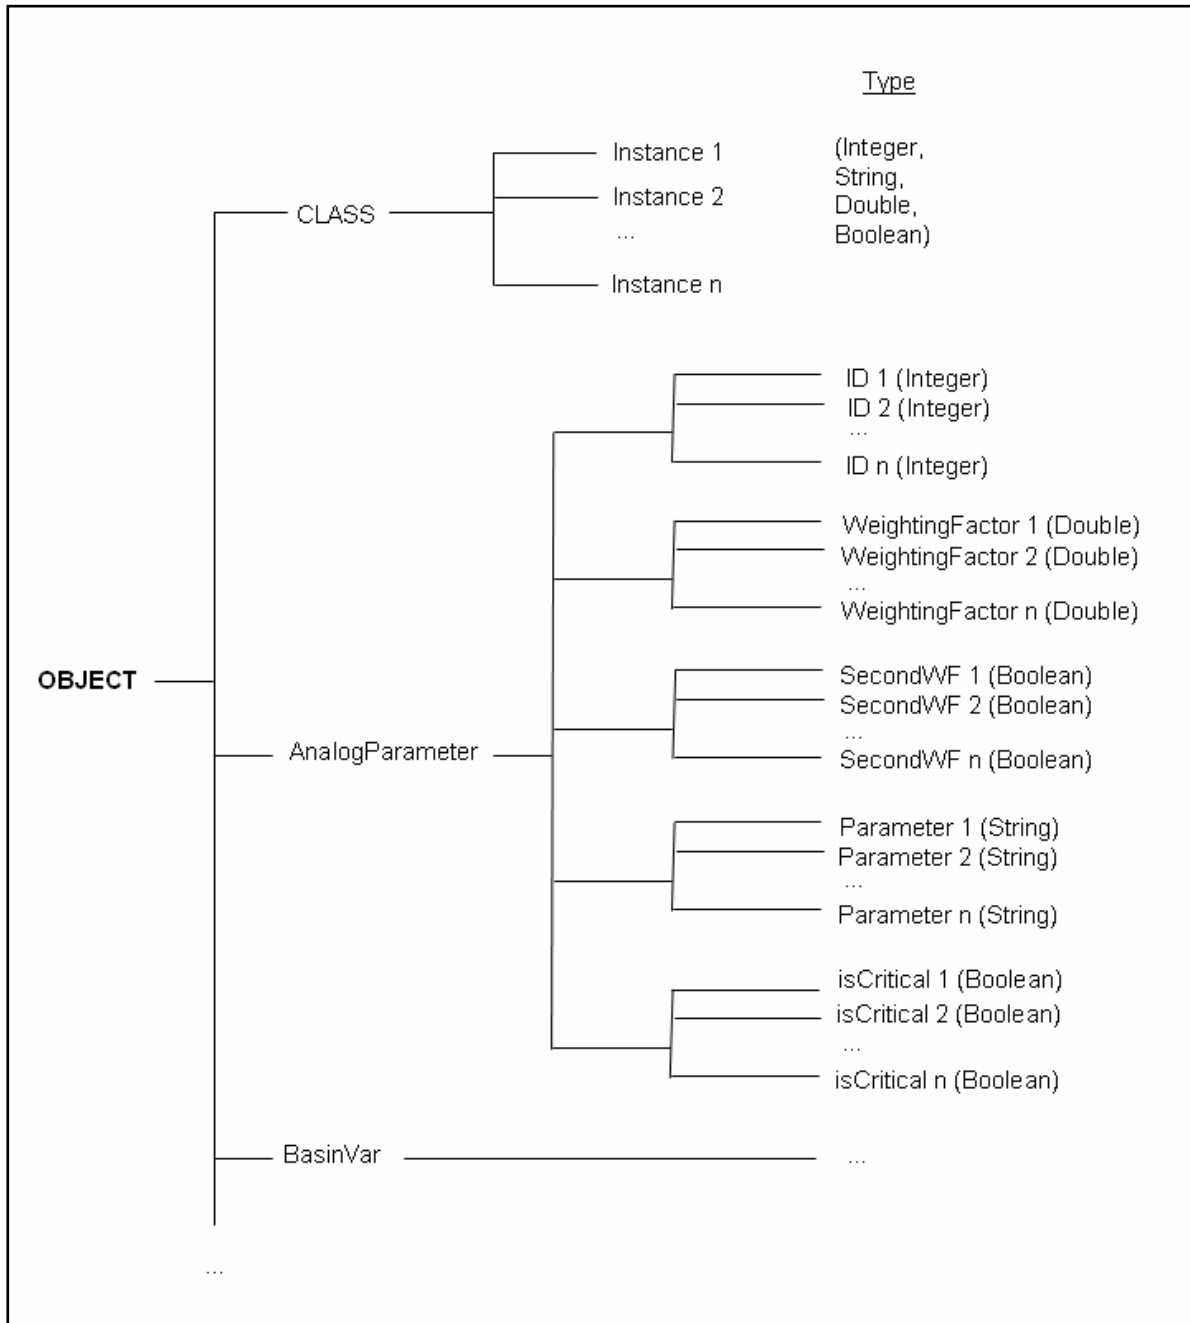 Type
Instance 1
(Integer,
String,
Double,
Boolean)
Instance 2
CLASS
...
Instance n
ID 1 (Integer)
ID 2 (Integer)
...
ID n (Integer)
WeightingFactor 1 (Double)
WeightingFactor 2 (Double)
...
WeightingFactor n (Double)
SecondWF 1 (Boolean)
SecondWF 2 (Boolean)
...
SecondWF n (Boolean)
OBJECT
AnalogParameter
Parameter 1 (String)
Parameter 2 (String)
...
Parameter n (String)
isCritical 1 (Boolean)
isCritical 2 (Boolean)
...
isCritical n (Boolean)
BasinVar
...
...